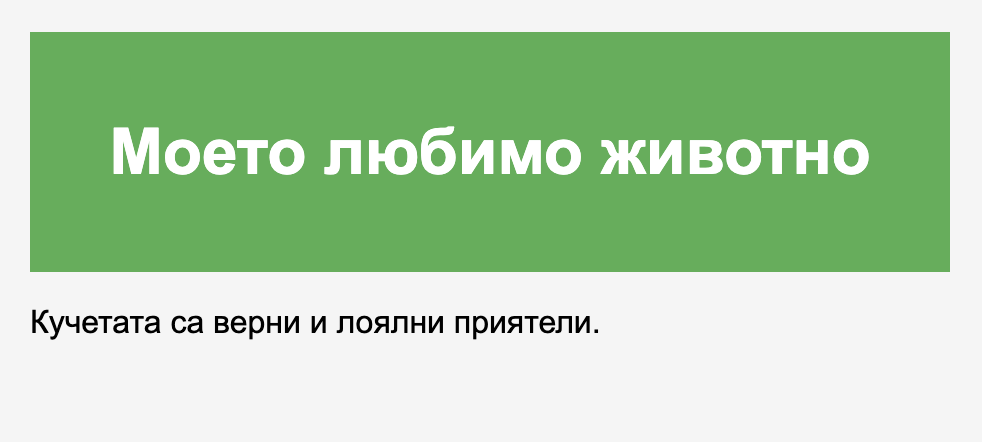 Моето любимо животно
Кучетата са верни и лоялни приятели.